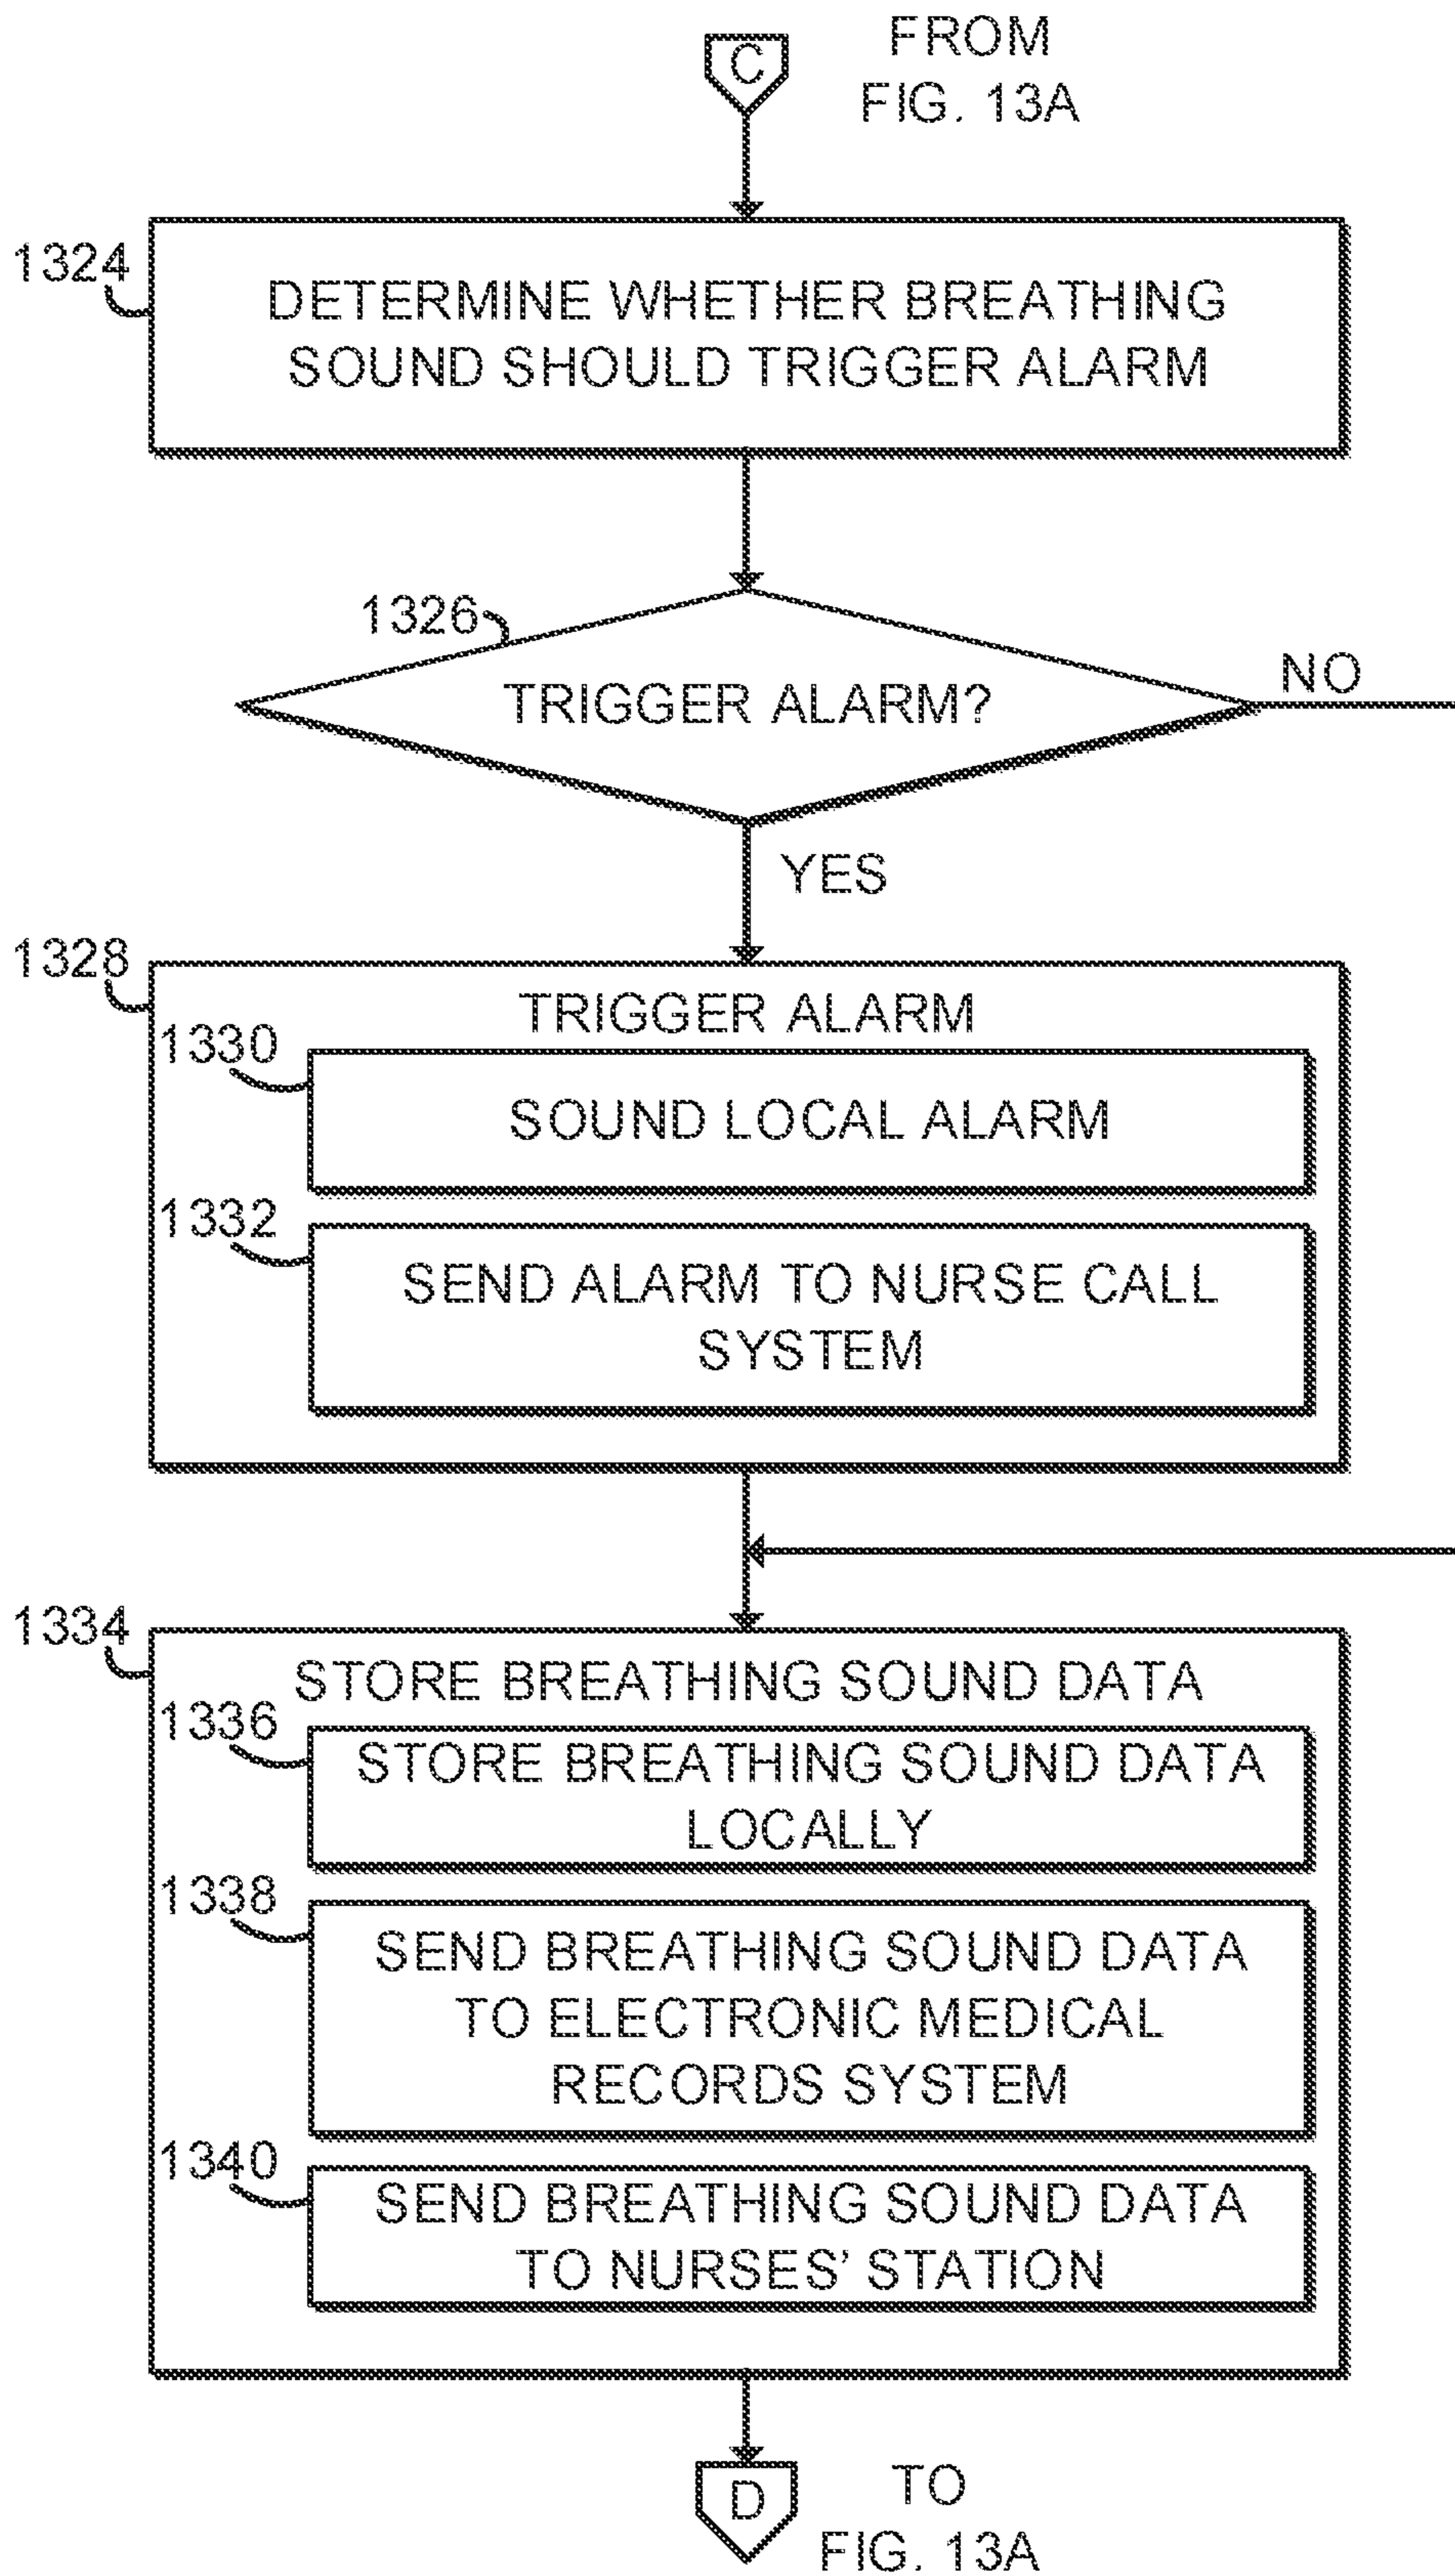 C
FROM
FIG. 13A
1324
DETERMINE WHETHER BREATHING
SOUND SHOULD TRIGGER ALARM
1326
TRIGGER ALARM?
NO
YES
1328
TRIGGER ALARM
1330
SOUND LOCAL ALARM
1332
SEND ALARM TO NURSE CALL
SYSTEM
1334
STORE BREATHING SOUND DATA
1336
STORE BREATHING SOUND DATA
LOCALLY
1338
SEND BREATHING SOUND DATA
TO ELECTRONIC MEDICAL
RECORDS SYSTEM
1340
SEND BREATHING SOUND DATA
TO NURSES’ STATION
D
TO
FIG. 13A